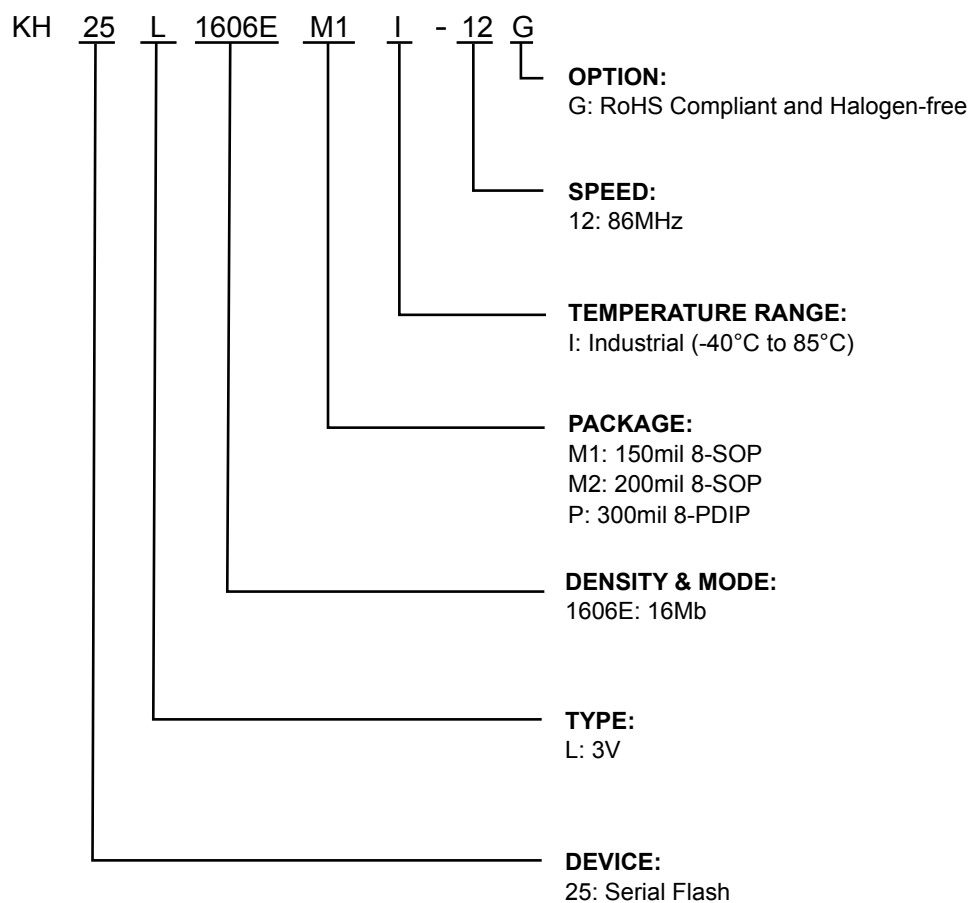 KH 25 L 1606E M1 I - 12 G
OPTION:
G: RoHS Compliant and Halogen-free
SPEED:
12: 86MHz
TEMPERATURE RANGE:
I: Industrial (-40°C to 85°C)
PACKAGE:
M1: 150mil 8-SOP
M2: 200mil 8-SOP
P: 300mil 8-PDIP
DENSITY & MODE:
1606E: 16Mb
TYPE:
L: 3V
DEVICE:
25: Serial Flash